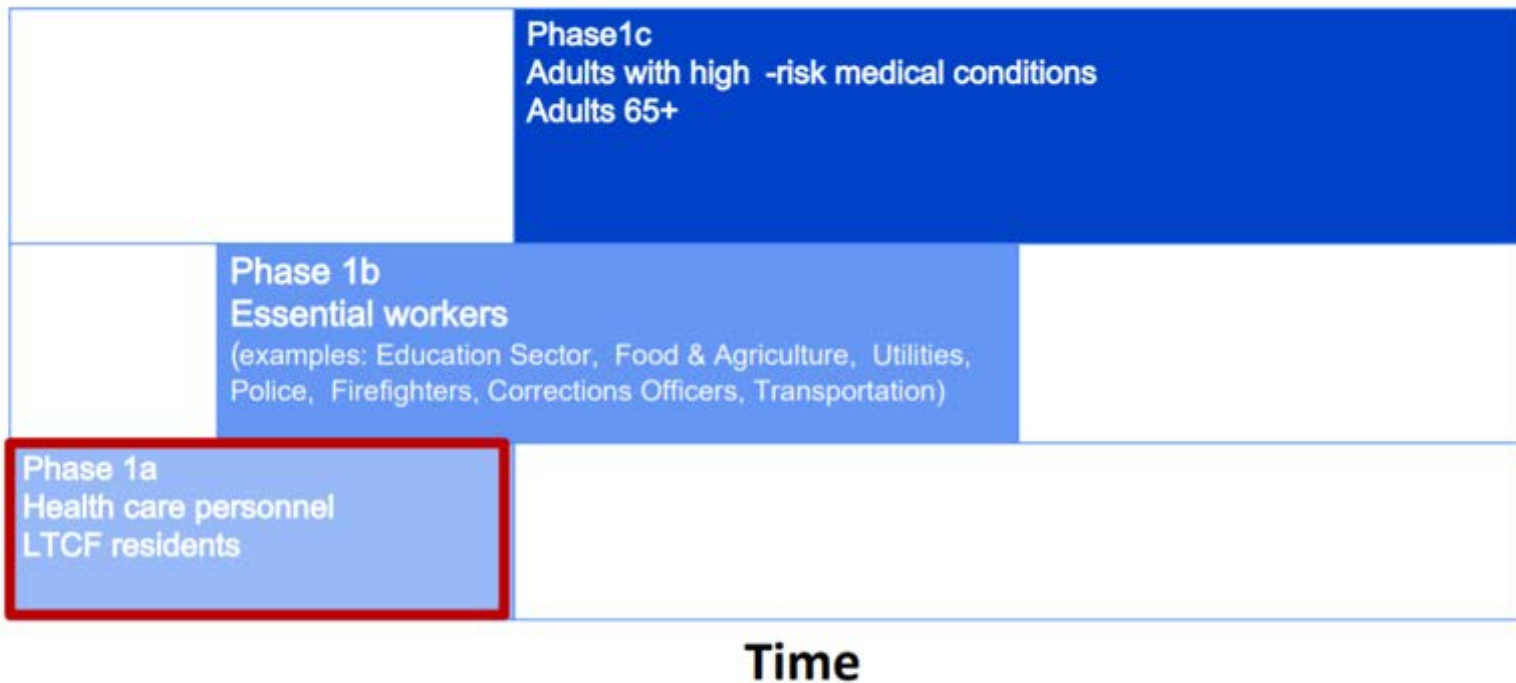 Phase1c
Adults with high -risk medical conditions
Adults 65+
Phase 1b
Essential workers
(examples: Education Sector, Food & Agriculture, Utilities,
Police, Firefighters, Corrections Officers, Transportation)
Phase 1a
Health care personnel
LTCF residents
Time